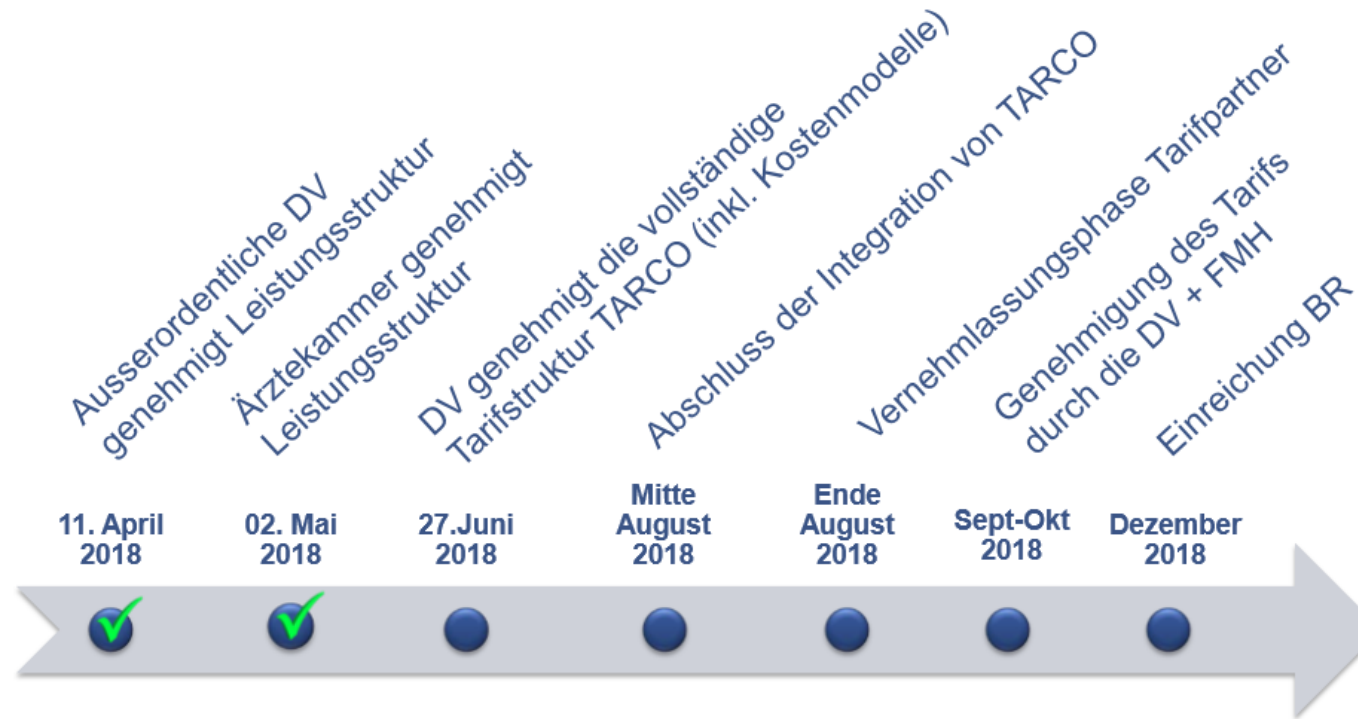 Ausserordentliche DV
genehmigt Leistungsstruktur
Ärztekammer genehmigt
Leistungsstruktur
DV genehmigt die vollständige
Tarifstruktur TARCO (inkl. Kostenmodelle)
Abschluss der Integration von TARCO
Vernehmlassungsphase Tarifpartner
Genehmigung des Tarifs
durch die DV + FMH
Einreichung BR
11. April
2018
02. Mai
2018
27.Juni
2018
Mitte
August
2018
Ende
August
2018
Sept-Okt
2018
Dezember
2018